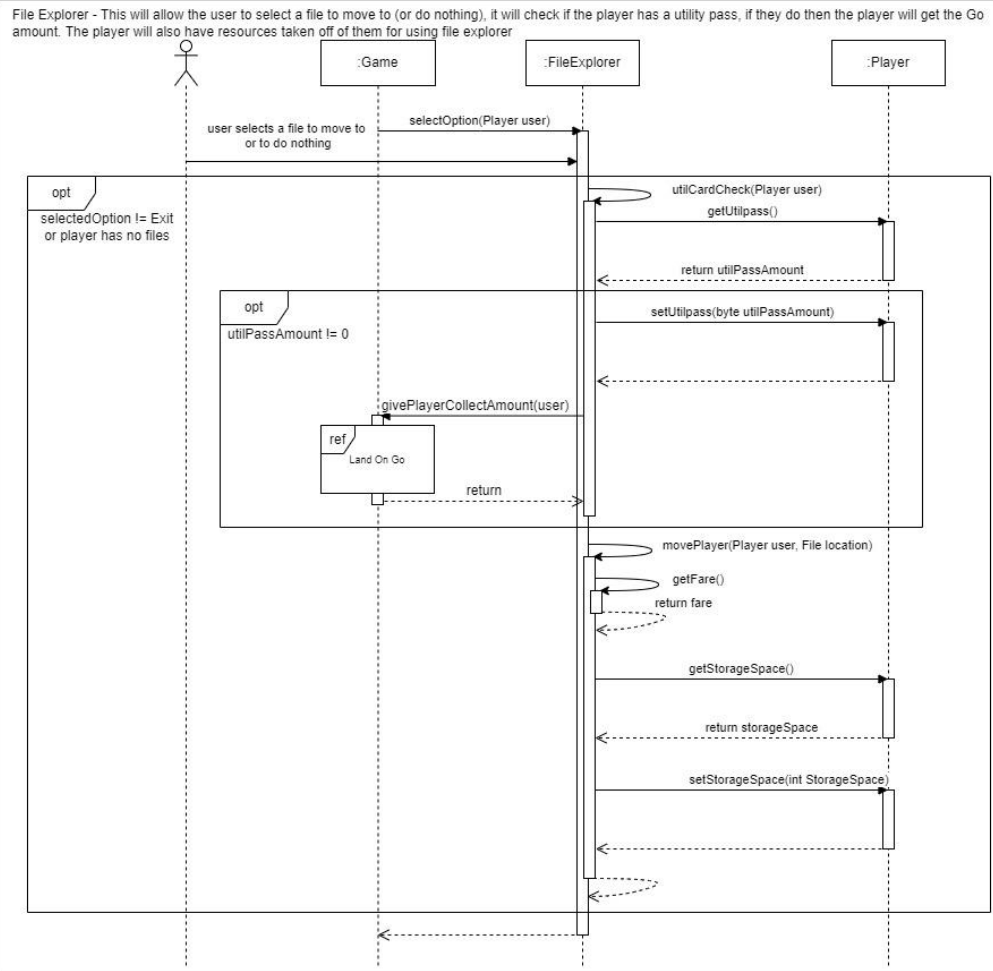 File Explorer - This will allow the user to select a file to move to (or do nothing), it will check if the player has a utility pass, if they do then the player will get the Go
amount. The player will also have resources taken off of them for using file explorer
:Game
:FileExplorer
:Player
selectOption(Player user)
user selects a file to move to
or to do nothing
opt
selectedOption != Exit
or player has no files
utilCardCheck(Player user)
getUtilpass()
return utilPassAmount
opt
utilPassAmount != 0
setUtilpass(byte utilPassAmount)
givePlayerCollectAmount(user)
ref
Land On Go
return
movePlayer(Player user, File location)
getFare()
return fare
getStorageSpace()
return storageSpace
setStorageSpace(int StorageSpace)